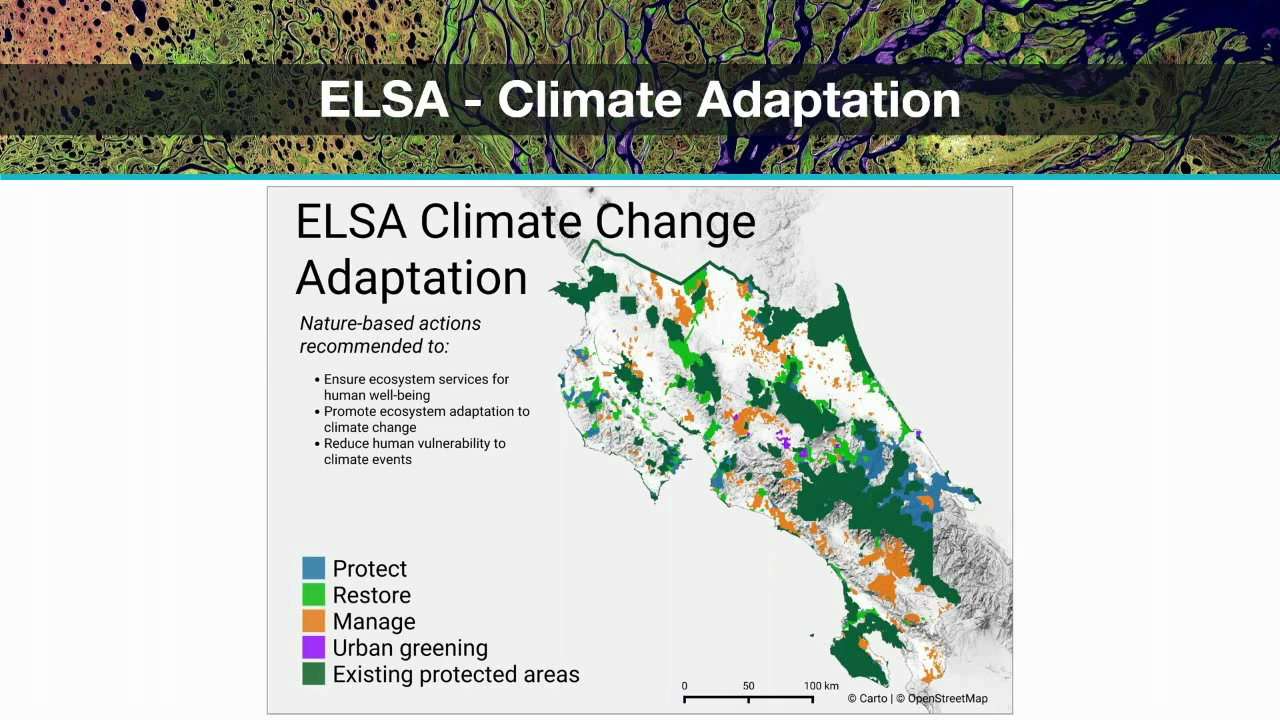 ELSA - Climate Adaptation
ELSA Climate Change
Adaptation
Nature-based actions
recommended to:
• Ensure ecosystem services for
human well-being
• Promote ecosystem adaptation to
climate change
• Reduce human vulnerability to
climate events
Protect
Restore
Manage
Urban greening
Existing protected areas
0 50 100 km
© Carto | © OpenStreetMap